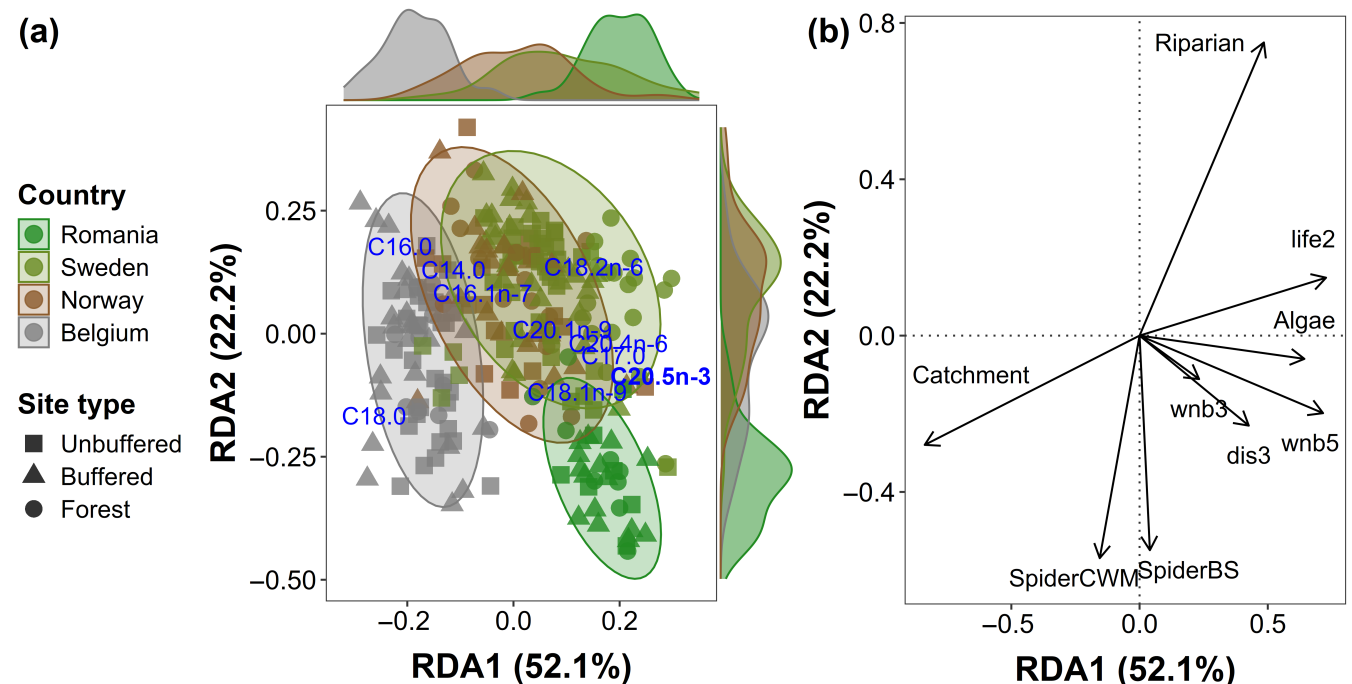 (a)
Country
Romania
Sweden
Norway
Belgium
Site type
Unbuffered
Buffered
Forest
RDA2 (22.2%)
0.25
0.00
−0.25
−0.50
C16.0
C14.0
C16.1n-7
C18.2n-6
C20.1n-9
C20.4n-6
C17.0
C20.5n-3
C18.1n-9
C18.0
−0.2
0.0
0.2
RDA1 (52.1%)
(b)
RDA2 (22.2%)
0.8
0.4
0.0
−0.4
Riparian
life2
Algae
Catchment
wnb3
dis3
wnb5
SpiderCWM
SpiderBS
−0.5
0.0
0.5
RDA1 (52.1%)